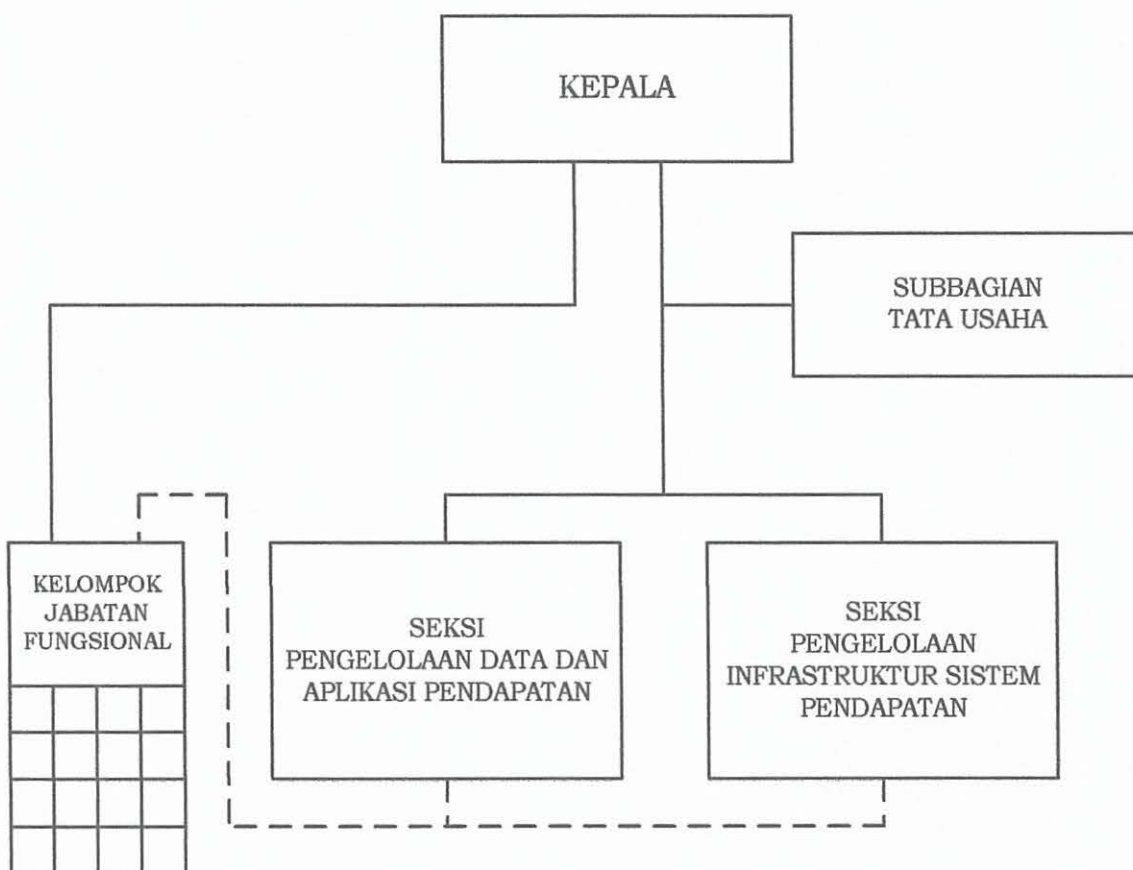 KEPALA
SUBBAGIAN
TATA USAHA
KELOMPOK
JABATAN
FUNGSIONAL
SEKSI
PENGELOLAAN DATA DAN
APLIKASI PENDAPATAN
SEKSI
PENGELOLAAN
INFRASTRUKTUR SISTEM
PENDAPATAN